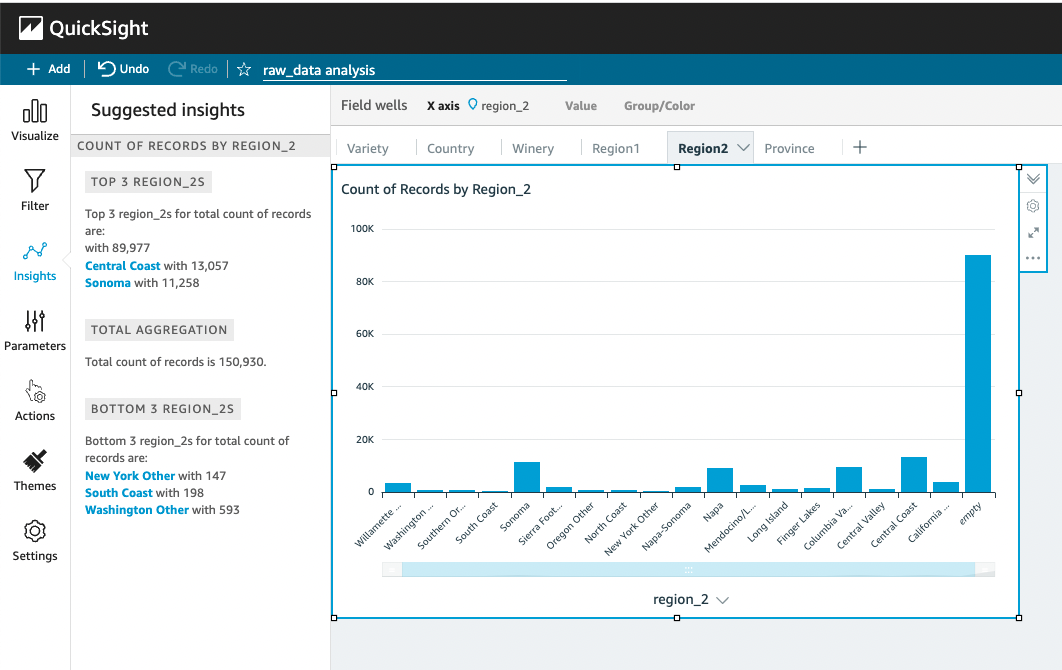 QuickSight
+ Add Undo Redo raw_data analysis
Visualize
Filter
Insights
Parameters
Actions
Themes
Settings
Suggested insights
COUNT OF RECORDS BY REGION_2
TOP 3 REGION_2S
Top 3 region_2s for total count of records
are:
with 89,977
Central Coast with 13,057
Sonoma with 11,258
TOTAL AGGREGATION
Total count of records is 150,930.
BOTTOM 3 REGION_2S
Bottom 3 region_2s for total count of
records are:
New York Other with 147
South Coast with 198
Washington Other with 593
Field wells X axis region_2 Value Group/Color
Variety Country Winery Region1 Region2 Province +
Count of Records by Region_2
100K
80K
60K
40K
20K
0
Willamette ...
Washington ...
Southern Or...
South Coast
Sonoma
Sierra Foot...
Oregon Other
North Coast
New York Other
Napa-Sonoma
Napa
Mendocino/L...
Long Island
Finger Lakes
Columbia Va...
Central Valley
Central Coast
California ...
empty
region_2